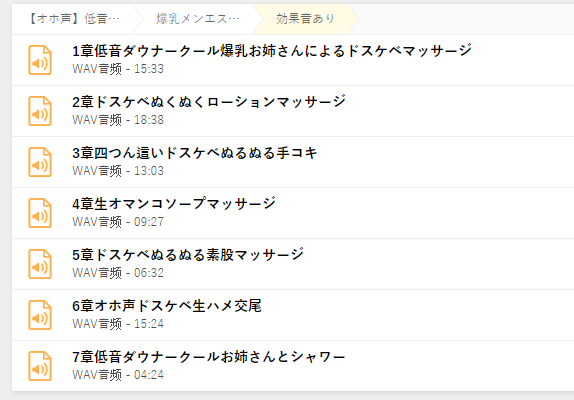 【オホ声】低音…
爆乳メンエス…
効果音あり
1章低音ダウナークール爆乳お姉さんによるドスケベマッサージ
WAV音频 - 15:33
2章ドスケベぬくぬくローションマッサージ
WAV音频 - 18:38
3章四つん這いドスケベぬるぬる手コキ
WAV音频 - 13:03
4章生オマンコソープマッサージ
WAV音频 - 09:27
5章ドスケベぬるぬる素股マッサージ
WAV音频 - 06:32
6章オホ声ドスケベ生ハメ交尾
WAV音频 - 15:24
7章低音ダウナークールお姉さんとシャワー
WAV音频 - 04:24